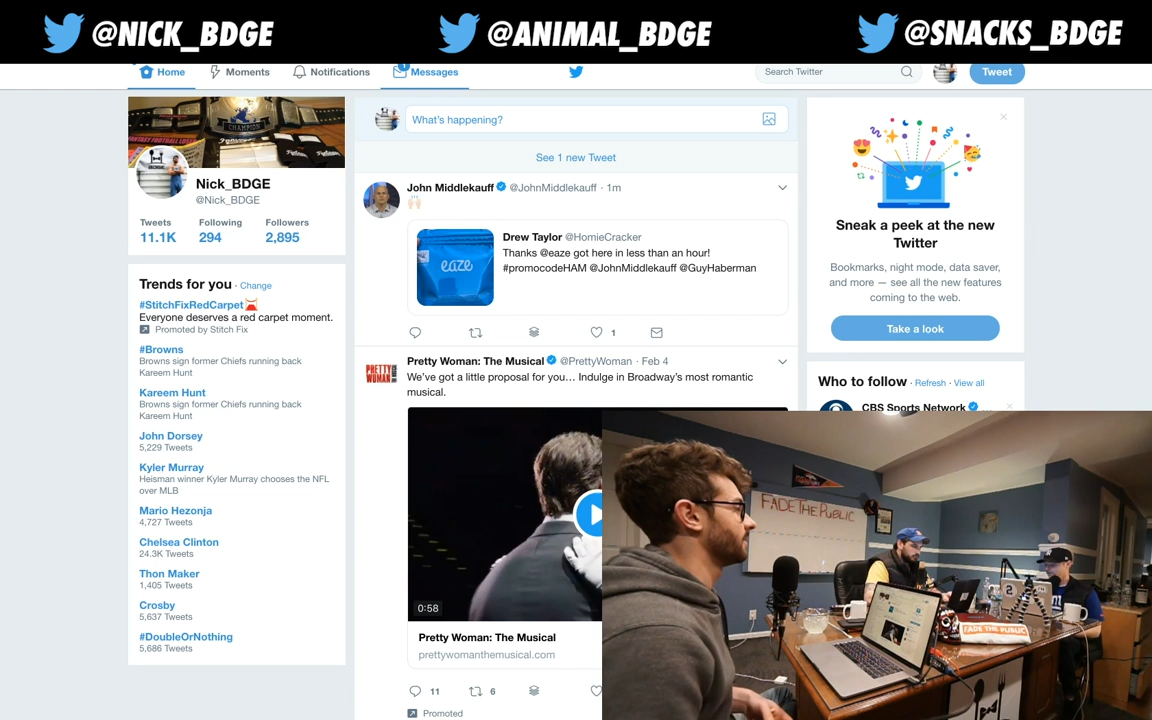 @NICK_BDGE
@ANIMAL_BDGE
@SNACKS_BDGE
Home
Moments
Notifications
1
Messages
Search Twitter
Tweet
CHAMPION
Nick_BDGE
@Nick_BDGE
Tweets Following Followers
11.1K 294 2,895
Trends for you · Change
#StitchFixRedCarpet
Everyone deserves a red carpet moment.
Promoted by Stitch Fix
#Browns
Browns sign former Chiefs running back
Kareem Hunt
Kareem Hunt
Browns sign former Chiefs running back
Kareem Hunt
John Dorsey
5,229 Tweets
Kyler Murray
Heisman winner Kyler Murray chooses the NFL
over MLB
Mario Hezonja
4,727 Tweets
Chelsea Clinton
24.3K Tweets
Thon Maker
1,405 Tweets
Crosby
5,637 Tweets
#DoubleOrNothing
5,686 Tweets
What's happening?
See 1 new Tweet
John Middlekauff @JohnMiddlekauff · 1m
eaze
Drew Taylor @HomieCracker
Thanks @eaze got here in less than an hour!
#promocodeHAM @JohnMiddlekauff @GuyHaberman
1
PRETTY
WOMAN
Pretty Woman: The Musical @PrettyWoman · Feb 4
We've got a little proposal for you… Indulge in Broadway's most romantic
musical.
0:58
Pretty Woman: The Musical
prettywomanthemusical.com
11 6
Promoted
Sneak a peek at the new
Twitter
Bookmarks, night mode, data saver,
and more — see all the new features
coming to the web.
Take a look
Who to follow · Refresh · View all
CBS Sports Network
FADE THE PUBLIC
FADE THE PUBLIC